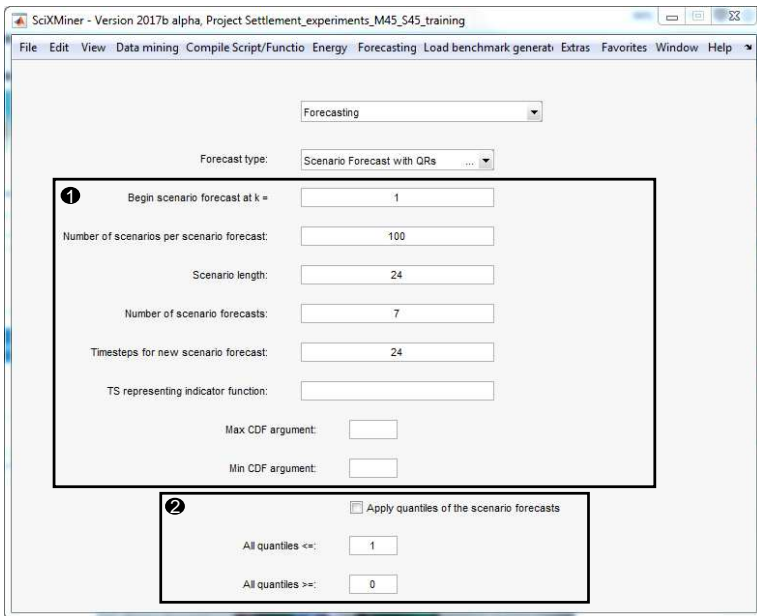 SciXMiner - Version 2017b alpha, Project Settlement_experiments_M45_S45_training
File Edit View Data mining Compile Script/Functio Energy Forecasting Load benchmark generati Extras Favorites Window Help
Forecasting
Forecast type: Scenario Forecast with QRs ...
1 Begin scenario forecast at k = 1
Number of scenarios per scenario forecast: 100
Scenario length: 24
Number of scenario forecasts: 7
Timesteps for new scenario forecast: 24
TS representing indicator function:
Max CDF argument:
Min CDF argument:
2 Apply quantiles of the scenario forecasts
All quantiles <=: 1
All quantiles >=: 0